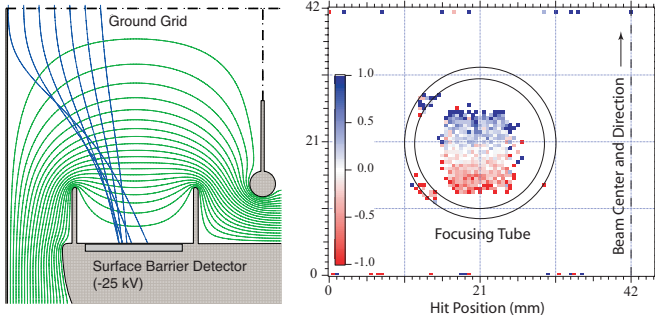 Ground Grid
Surface Barrier Detector
(-25 kV)
42
21
0
1.0
0.5
0.0
-0.5
-1.0
Focusing Tube
Beam Center and Direction
0
21
42
Hit Position (mm)